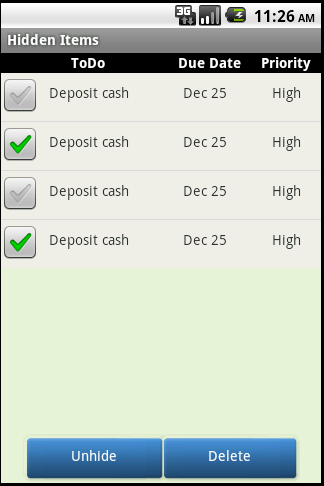 3G 11:26 AM
Hidden Items
ToDo Due Date Priority
Deposit cash Dec 25 High
Deposit cash Dec 25 High
Deposit cash Dec 25 High
Deposit cash Dec 25 High
Unhide Delete